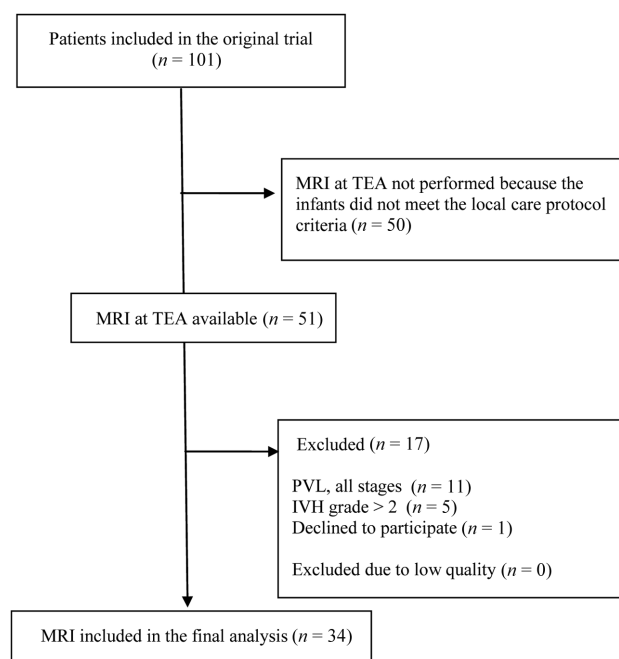 Patients included in the original trial
(n = 101)
MRI at TEA not performed because the
infants did not meet the local care protocol
criteria (n = 50)
MRI at TEA available (n = 51)
Excluded (n = 17)
PVL, all stages (n = 11)
IVH grade > 2 (n = 5)
Declined to participate (n = 1)
Excluded due to low quality (n = 0)
MRI included in the final analysis (n = 34)